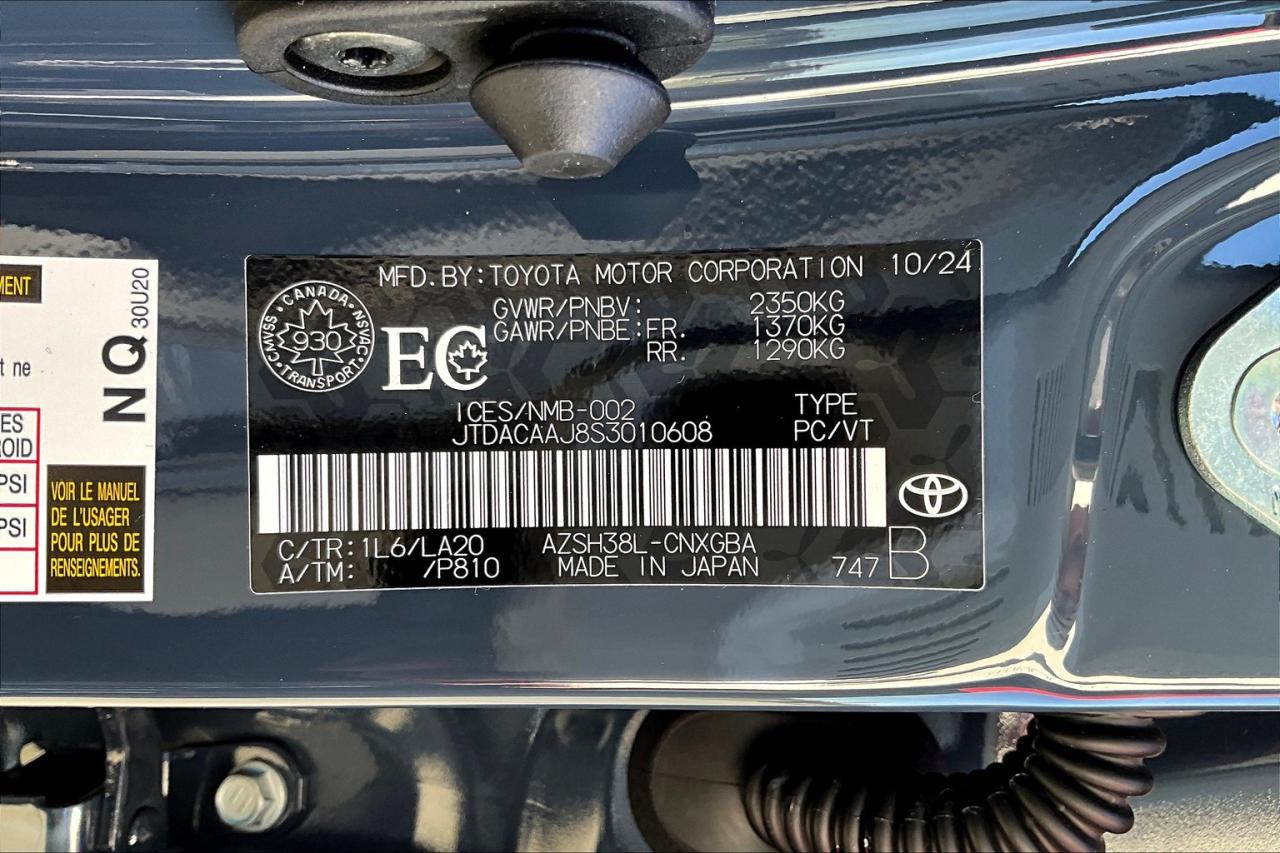 MENT
t ne
ES
ROID
PSI
PSI
NQ 30U20
VOIR LE MANUEL
DE L'USAGER
POUR PLUS DE
RENSEIGNEMENTS.
MFD.BY:TOYOTA MOTOR CORPORATION 10/24
CANADA
CMVSS 930 NSVAC
TRANSPORT
EC
GVWR/PNBV: 2350KG
GAWR/PNBE: FR. 1370KG
RR. 1290KG
ICES/NMB-002 TYPE
JTDACAAJ8S3010608 PC/VT
C/TR:1L6/LA20 AZSH38L-CNXGBA
A/TM: /P810 MADE IN JAPAN 747 B